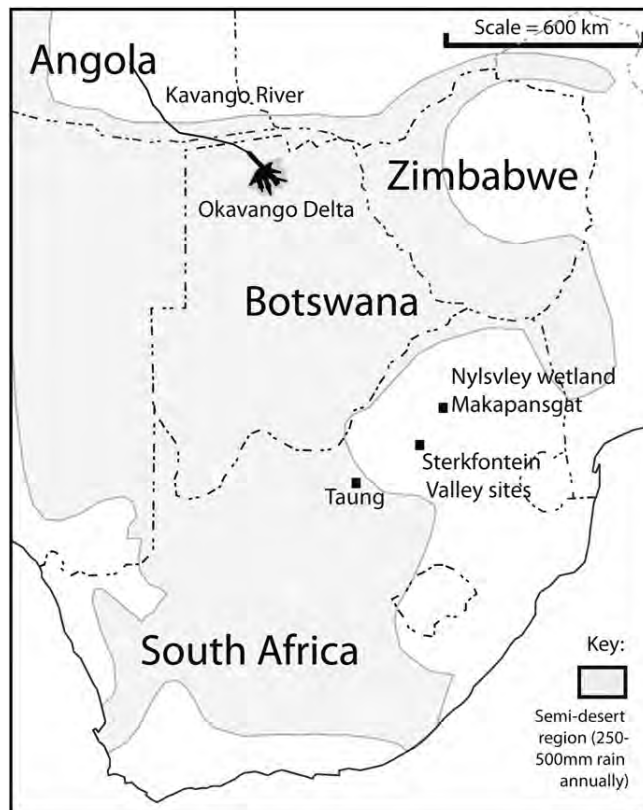 Scale = 600 km
Angola
Kavango River
Zimbabwe
Okavango Delta
Botswana
Nylsvley wetland
Makapansgat
Sterkfontein
Valley sites
Taung
South Africa
Key:
Semi-desert
region (250-
500mm rain
annually)